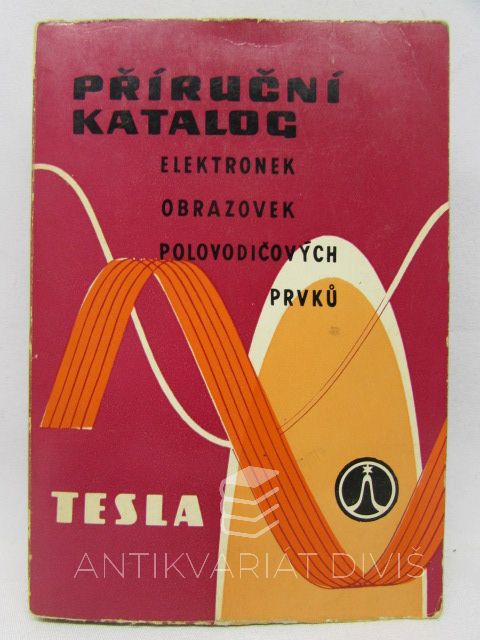 PŘÍRUČNÍ
KATALOG
ELEKTRONEK
OBRAZOVEK
POLOVODIČOVÝCH
PRVKŮ
TESLA
ANTIKVARIÁT DIVIŠ